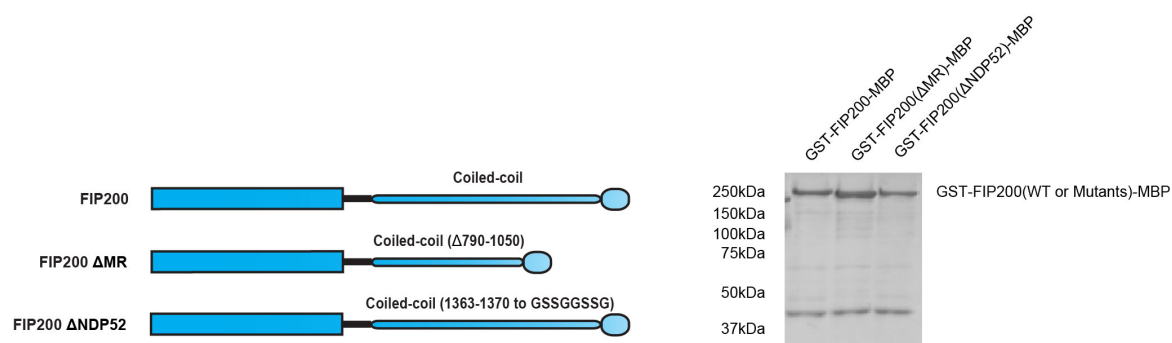 FIP200
Coiled-coil
FIP200 ΔMR
Coiled-coil (Δ790-1050)
FIP200 ΔNDP52
Coiled-coil (1363-1370 to GSSGGSSG)
GST-FIP200-MBP
GST-FIP200(ΔMR)-MBP
GST-FIP200(ΔNDP52)-MBP
250kDa
150kDa
100kDa
75kDa
50kDa
37kDa
GST-FIP200(WT or Mutants)-MBP